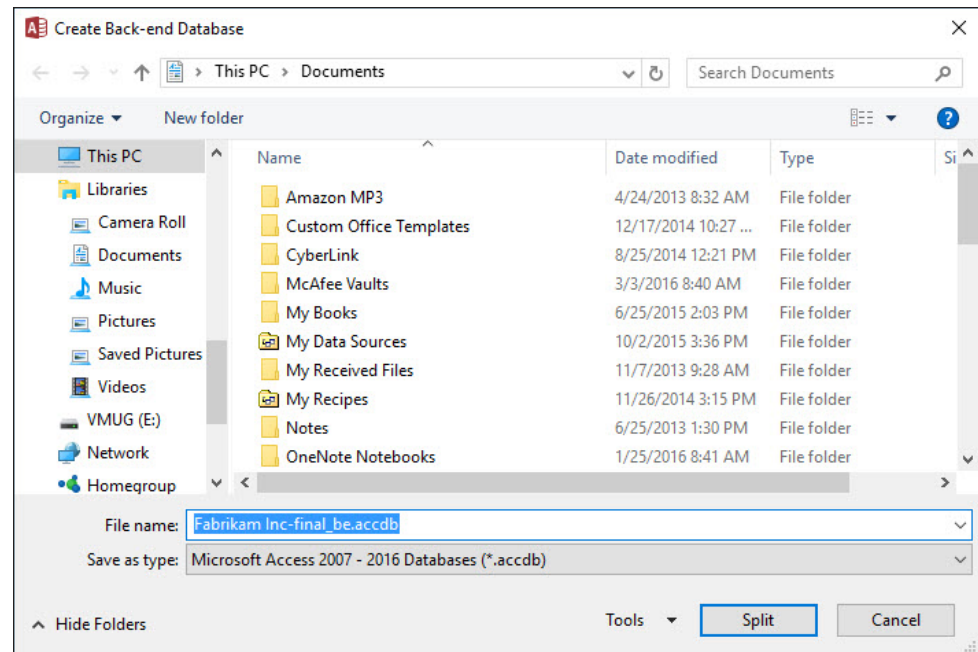 Create Back-end Database
This PC > Documents
Search Documents
Organize
New folder
Name
Date modified
Type
Si
This PC
Libraries
Camera Roll
Documents
Music
Pictures
Saved Pictures
Videos
VMUG (E:)
Network
Homegroup
Amazon MP3 4/24/2013 8:32 AM File folder
Custom Office Templates 12/17/2014 10:27 ... File folder
CyberLink 8/25/2014 12:21 PM File folder
McAfee Vaults 3/3/2016 8:40 AM File folder
My Books 6/25/2015 2:03 PM File folder
My Data Sources 10/2/2015 3:36 PM File folder
My Received Files 11/7/2013 9:28 AM File folder
My Recipes 11/26/2014 3:15 PM File folder
Notes 6/25/2013 1:30 PM File folder
OneNote Notebooks 1/25/2016 8:41 AM File folder
File name: Fabrikam Inc-final_be.accdb
Save as type: Microsoft Access 2007 - 2016 Databases (*.accdb)
Hide Folders
Tools
Split
Cancel